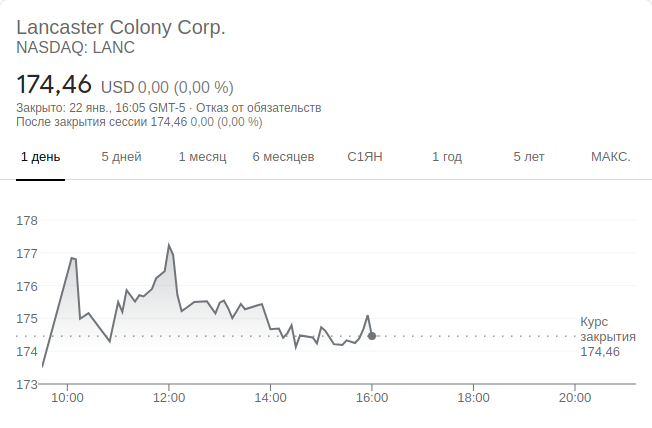 Lancaster Colony Corp.
NASDAQ: LANC
174,46 USD 0,00 (0,00 %)
Закрыто: 22 янв., 16:05 GMT-5 · Отказ от обязательств
После закрытия сессии 174,46 0,00 (0,00 %)
1 день 5 дней 1 месяц 6 месяцев С1ЯН 1 год 5 лет МАКС.
178
177
176
175
174
173
Курс
закрытия
174,46
10:00 12:00 14:00 16:00 18:00 20:00